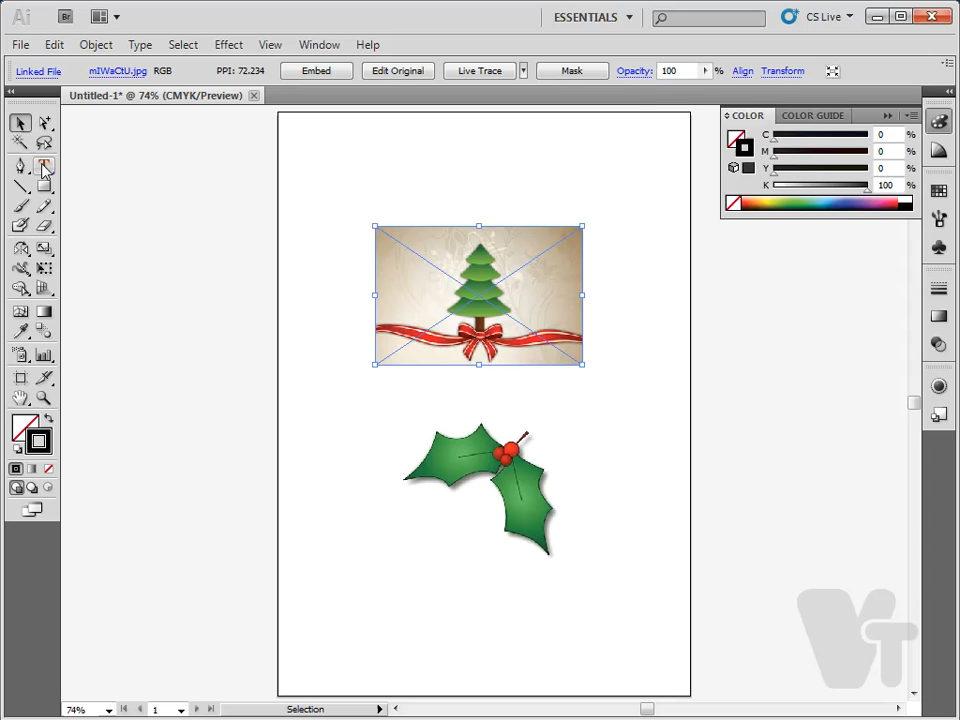 Ai Br ESSENTIALS CS Live
File Edit Object Type Select Effect View Window Help
Linked File mIWaCtU.jpg RGB PPI: 72.234 Embed Edit Original Live Trace Mask Opacity: 100 % Align Transform
Untitled-1* @ 74% (CMYK/Preview)
COLOR COLOR GUIDE
C 0 %
M 0 %
Y 0 %
K 100 %
T
VT
74% 1 Selection